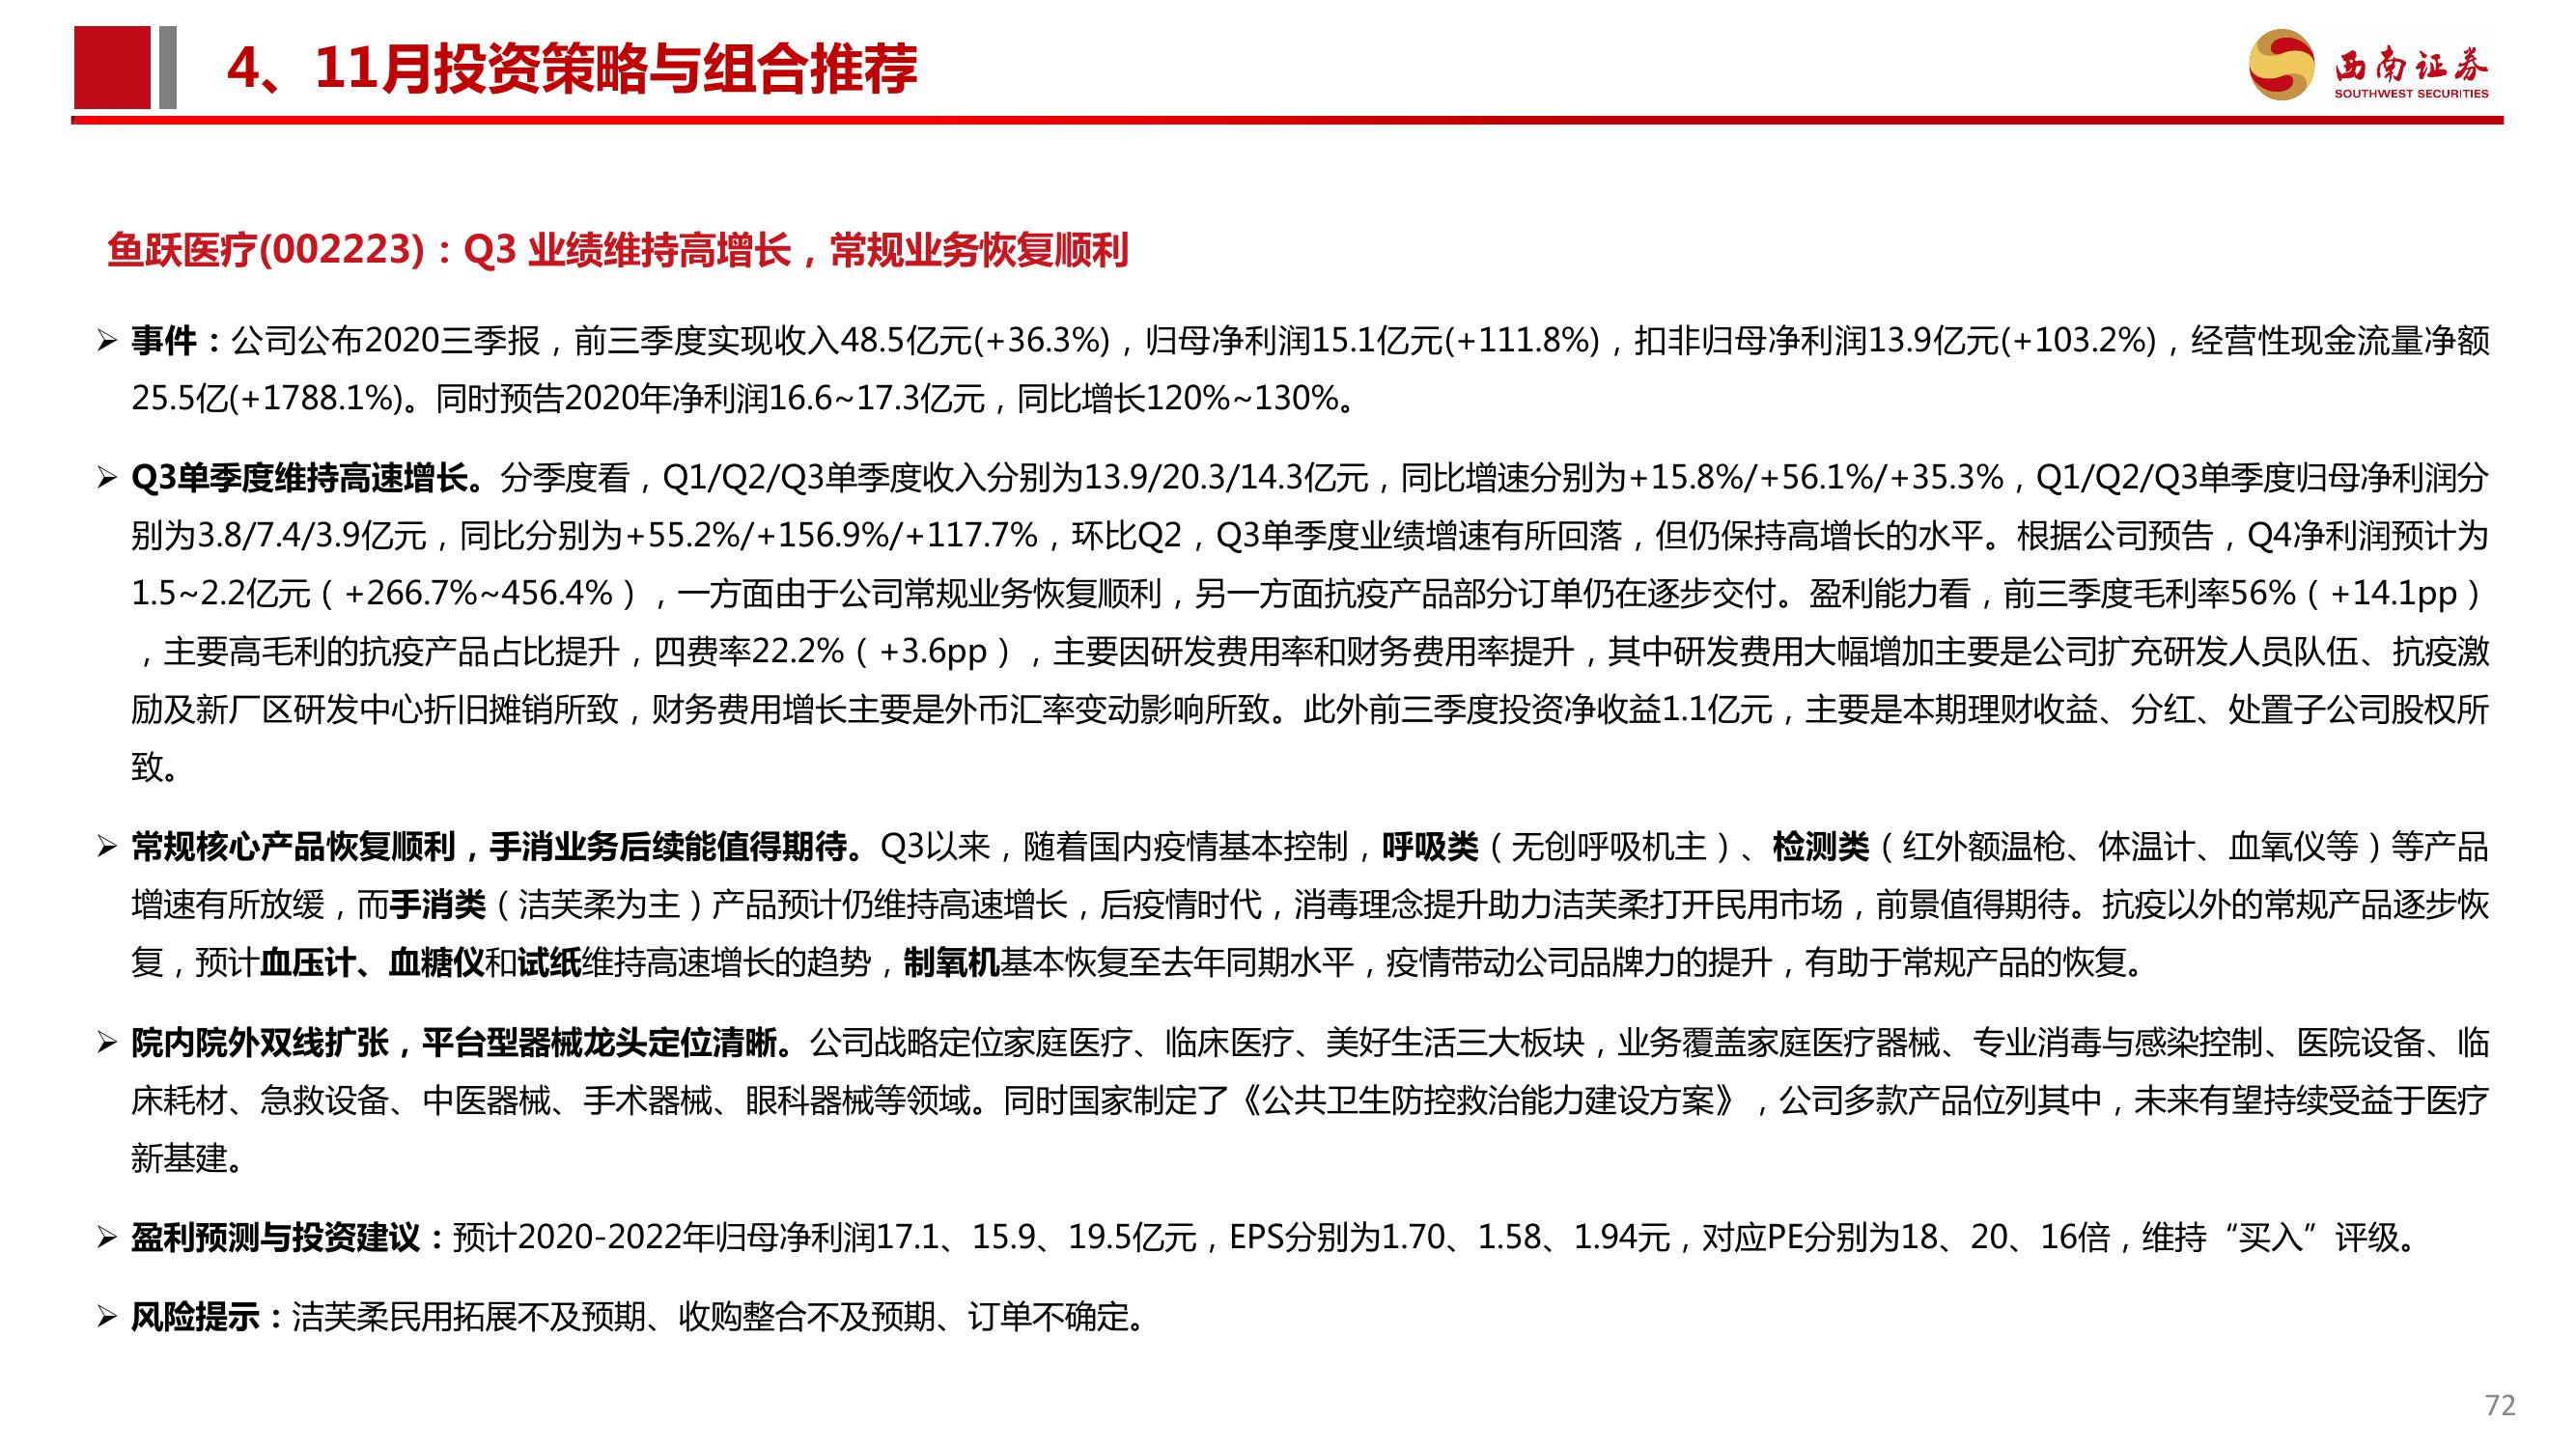 4、11月投资策略与组合推荐
西南证券
SOUTHWEST SECURITIES
鱼跃医疗(002223)：Q3 业绩维持高增长，常规业务恢复顺利
➢ 事件：公司公布2020三季报，前三季度实现收入48.5亿元(+36.3%)，归母净利润15.1亿元(+111.8%)，扣非归母净利润13.9亿元(+103.2%)，经营性现金流量净额
25.5亿(+1788.1%)。同时预告2020年净利润16.6~17.3亿元，同比增长120%~130%。
➢ Q3单季度维持高速增长。分季度看，Q1/Q2/Q3单季度收入分别为13.9/20.3/14.3亿元，同比增速分别为+15.8%/+56.1%/+35.3%，Q1/Q2/Q3单季度归母净利润分
别为3.8/7.4/3.9亿元，同比分别为+55.2%/+156.9%/+117.7%，环比Q2，Q3单季度业绩增速有所回落，但仍保持高增长的水平。根据公司预告，Q4净利润预计为
1.5~2.2亿元（+266.7%~456.4%），一方面由于公司常规业务恢复顺利，另一方面抗疫产品部分订单仍在逐步交付。盈利能力看，前三季度毛利率56%（+14.1pp）
，主要高毛利的抗疫产品占比提升，四费率22.2%（+3.6pp），主要因研发费用率和财务费用率提升，其中研发费用大幅增加主要是公司扩充研发人员队伍、抗疫激
励及新厂区研发中心折旧摊销所致，财务费用增长主要是外币汇率变动影响所致。此外前三季度投资净收益1.1亿元，主要是本期理财收益、分红、处置子公司股权所
致。
➢ 常规核心产品恢复顺利，手消业务后续能值得期待。Q3以来，随着国内疫情基本控制，呼吸类（无创呼吸机主）、检测类（红外额温枪、体温计、血氧仪等）等产品
增速有所放缓，而手消类（洁芙柔为主）产品预计仍维持高速增长，后疫情时代，消毒理念提升助力洁芙柔打开民用市场，前景值得期待。抗疫以外的常规产品逐步恢
复，预计血压计、血糖仪和试纸维持高速增长的趋势，制氧机基本恢复至去年同期水平，疫情带动公司品牌力的提升，有助于常规产品的恢复。
➢ 院内院外双线扩张，平台型器械龙头定位清晰。公司战略定位家庭医疗、临床医疗、美好生活三大板块，业务覆盖家庭医疗器械、专业消毒与感染控制、医院设备、临
床耗材、急救设备、中医器械、手术器械、眼科器械等领域。同时国家制定了《公共卫生防控救治能力建设方案》，公司多款产品位列其中，未来有望持续受益于医疗
新基建。
➢ 盈利预测与投资建议：预计2020-2022年归母净利润17.1、15.9、19.5亿元，EPS分别为1.70、1.58、1.94元，对应PE分别为18、20、16倍，维持“买入”评级。
➢ 风险提示：洁芙柔民用拓展不及预期、收购整合不及预期、订单不确定。
72